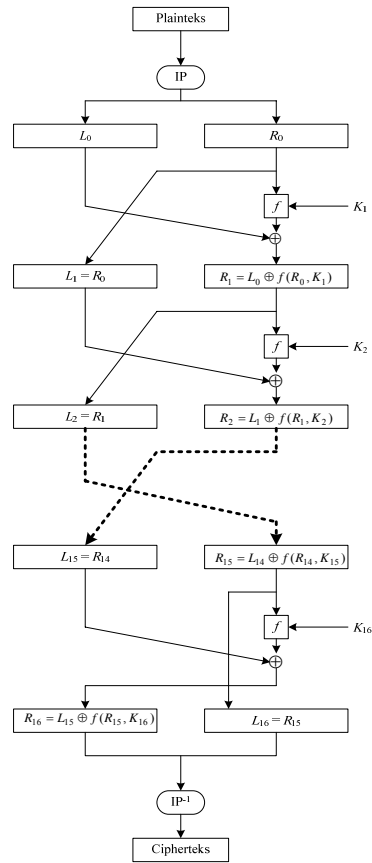 Plainteks
IP
L₀ R₀
f K₁
L₁ = R₀ R₁ = L₀ ⊕ f(R₀, K₁)
f K₂
L₂ = R₁ R₂ = L₁ ⊕ f(R₁, K₂)
L₁₅ = R₁₄ R₁₅ = L₁₄ ⊕ f(R₁₄, K₁₅)
f K₁₆
R₁₆ = L₁₅ ⊕ f(R₁₅, K₁₆) L₁₆ = R₁₅
IP⁻¹
Cipherteks